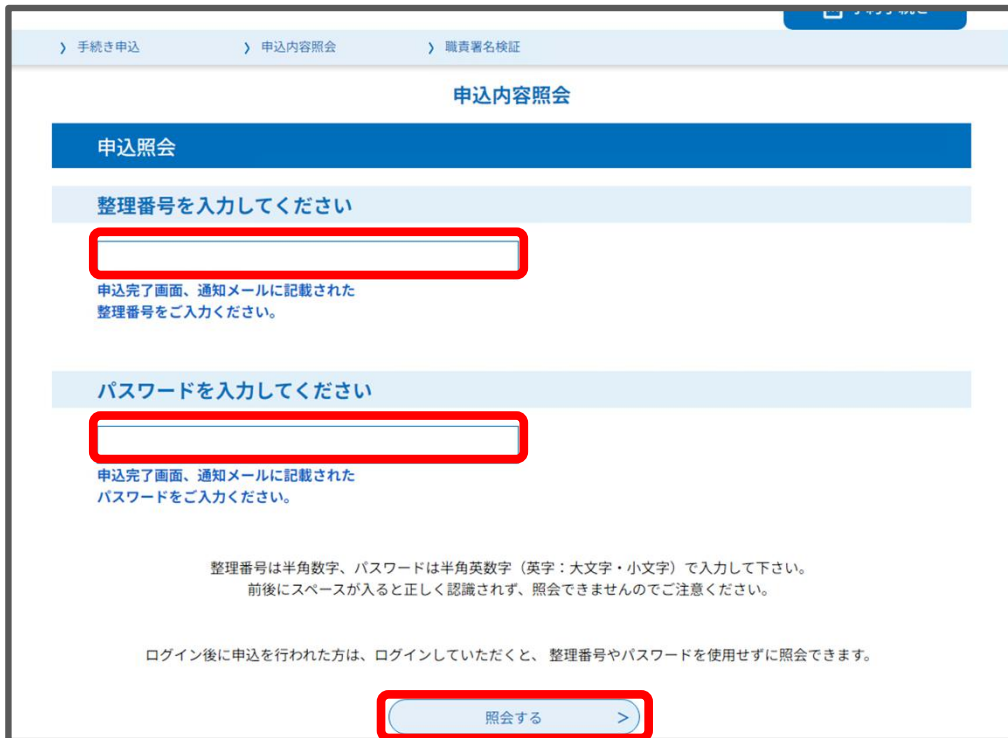 手続き申込
申込内容照会
職責署名検証
申込内容照会
申込照会
整理番号を入力してください
申込完了画面、通知メールに記載された
整理番号をご入力ください。
パスワードを入力してください
申込完了画面、通知メールに記載された
パスワードをご入力ください。
整理番号は半角数字、パスワードは半角英数字（英字：大文字・小文字）で入力して下さい。
前後にスペースが入ると正しく認識されず、照会できませんのでご注意ください。
ログイン後に申込を行われた方は、ログインしていただくと、 整理番号やパスワードを使用せずに照会できます。
照会する